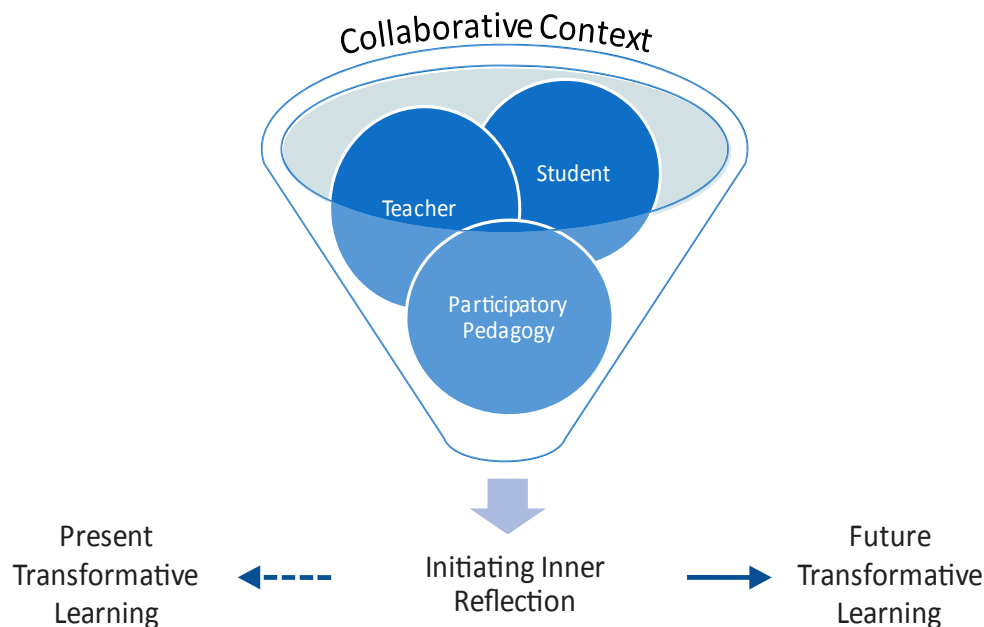 Collaborative Context
Student
Teacher
Participatory
Pedagogy
Present
Transformative
Learning
Initiating Inner
Reflection
Future
Transformative
Learning